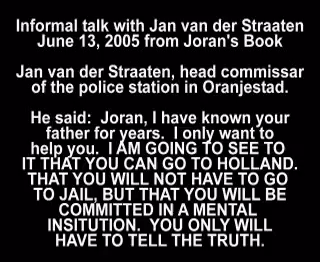 Informal talk with Jan van der Straaten
June 13, 2005 from Joran's Book
Jan van der Straaten, head commissar
of the police station in Oranjestad.
He said:  Joran, I have known your
father for years.  I only want to
help you.  I AM GOING TO SEE TO
IT THAT YOU CAN GO TO HOLLAND.
THAT YOU WILL NOT HAVE TO GO
TO JAIL, BUT THAT YOU WILL BE
COMMITTED IN A MENTAL
INSITUTION.  YOU ONLY WILL
HAVE TO TELL THE TRUTH.